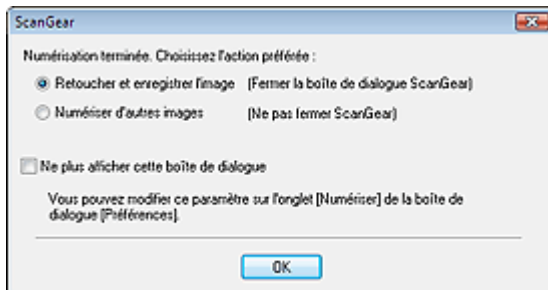 ScanGear
Numérisation terminée. Choisissez l'action préférée :
Retoucher et enregistrer l'image (Fermer la boîte de dialogue ScanGear)
Numériser d'autres images (Ne pas fermer ScanGear)
Ne plus afficher cette boîte de dialogue
Vous pouvez modifier ce paramètre sur l'onglet [Numériser] de la boîte de
dialogue [Préférences].
OK